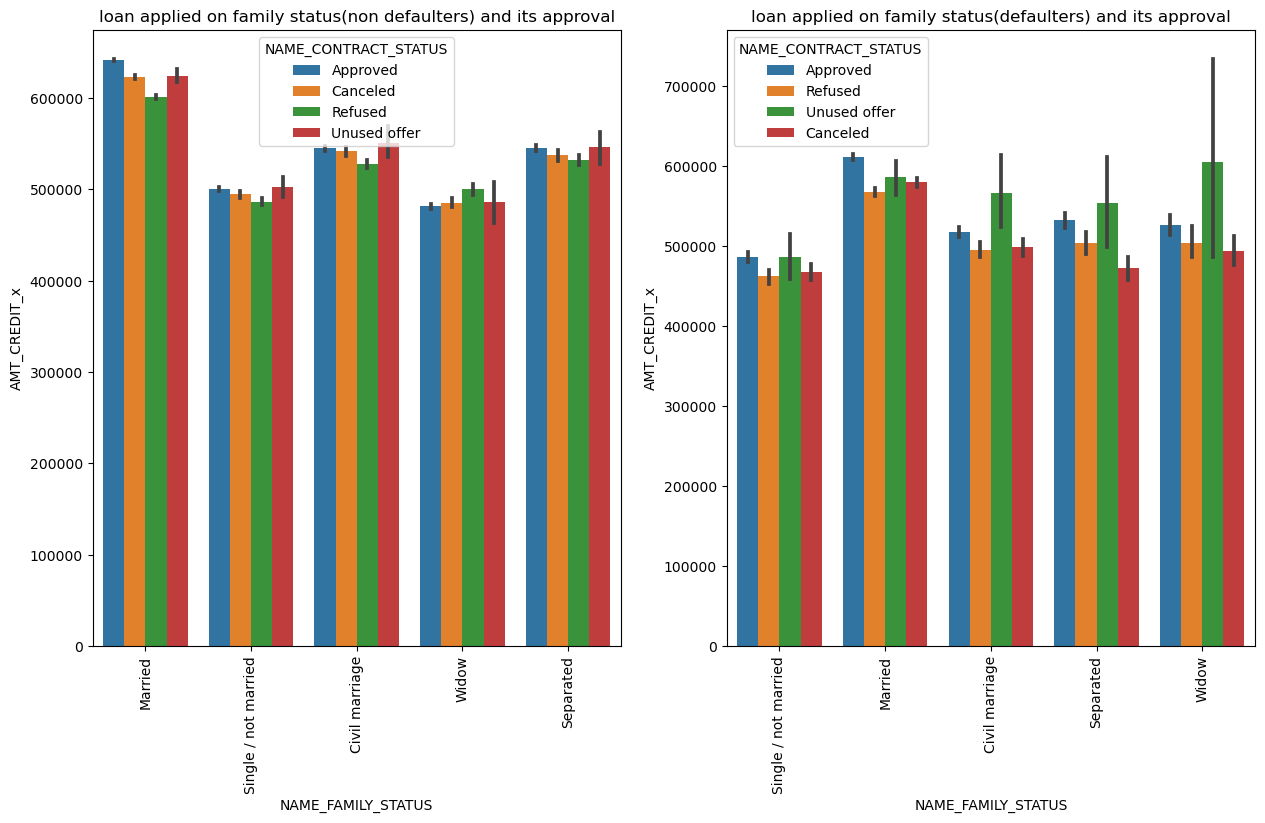 loan applied on family status(non defaulters) and its approval
NAME_CONTRACT_STATUS
Approved
Canceled
Refused
Unused offer
600000
500000
400000
300000
200000
100000
0
AMT_CREDIT_x
Married
Single / not married
Civil marriage
Widow
Separated
NAME_FAMILY_STATUS
loan applied on family status(defaulters) and its approval
NAME_CONTRACT_STATUS
Approved
Refused
Unused offer
Canceled
700000
600000
500000
400000
300000
200000
100000
0
AMT_CREDIT_x
Single / not married
Married
Civil marriage
Separated
Widow
NAME_FAMILY_STATUS